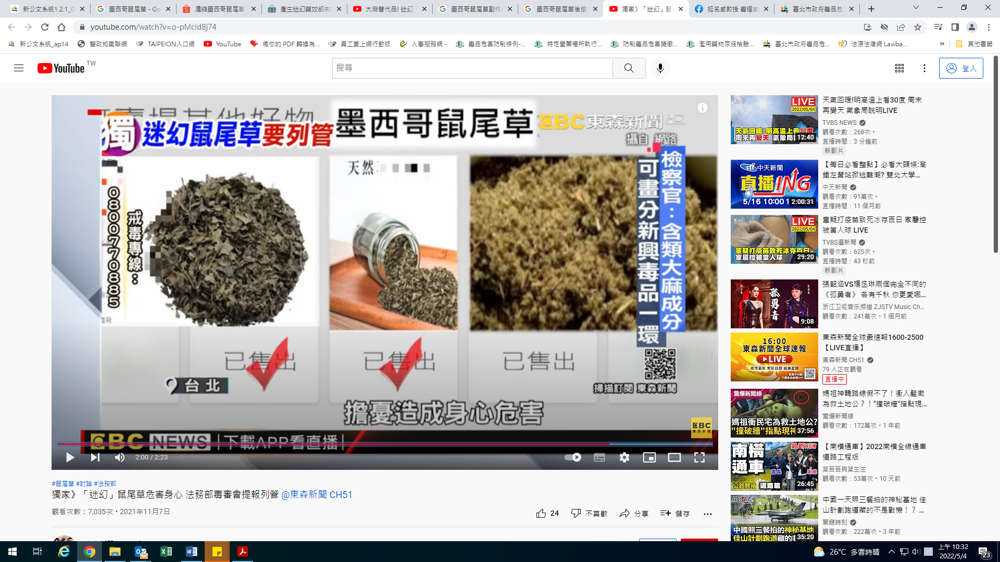 新公文系統1.2.1_0
墨西哥鼠尾草 - Go
濃縮墨西哥鼠尾草
產生迷幻藥效卻未
大麻替代品! 迷幻「
墨西哥鼠尾草副作
墨西哥鼠尾草後遺
獨家》「迷幻」鼠
招名威教授 毒理威
臺北市政府毒品危
youtube.com/watch?v=o-pMcIdBj74
新公文系統_ap14
警政知識聯網
TAIPEION入口網
YouTube
將你的 PDF 轉換為...
員工愛上網行動版
人事服務網 -
毒品危害防制條例-...
特定營業場所執行...
防制毒品危害獎懲...
濫用藥物尿液檢驗...
臺北市政府毒品危...
法源法律網 Lawba...
»
其他書籤
YouTube TW
搜尋
登入
墨西哥鼠尾草
EBC 東森新聞 HD
攝自 網路
獨 迷幻鼠尾草要列管
天然
戒毒專線：
0800770885
檢察官：含類大麻成分
可畫分新興毒品一環
已售出
已售出
已售出
台北
掃描訂閱 東森新聞
擔憂造成身心危害
EBC
東森新聞
EBC NEWS |下載APP看直播|
2:00 / 2:23
#鼠尾草 #討論 #法務部
獨家》「迷幻」鼠尾草危害身心 法務部毒審會提報列管 @東森新聞 CH51
觀看次數：7,035次・2021年11月7日
24
不喜歡
分享
儲存
LIVE
2022/05/04
天氣回暖!明高溫上看30度
周末再變天 氣象局
12:40
天氣回暖!明高溫上看30度 周末
再變天 氣象局說明LIVE
TVBS NEWS
觀看次數：268次・
直播時間：3 分鐘前
新影片
中天新聞
直播ING
5/16 10:00
2:00:31
【每日必看整點】必看大頭條:高
鐵左營站掀逃難潮? 雙北大學...
中天新聞
觀看次數：91萬次・
直播時間：11 個月前
LIVE
2022/05/04
童疑打疫苗致死冰存百日
家屬控被當人球
29:20
童疑打疫苗致死冰存百日 家屬控
被當人球 LIVE
TVBS選新聞
觀看次數：625次・
直播時間：43 秒前
新影片
孤勇者
9:08
張韶涵VS楊丞琳兩個完全不同的
《孤勇者》 各有千秋 你更愛哪...
浙江卫视音乐频道 ZJSTV Music Ch...
觀看次數：241萬次・1 個月前
16:00
東森新聞全球速報
LIVE
疫情最新 焦點話題 娛樂星聞
東森新聞全球最速報1600-2500
【LIVE直播】
東森新聞 CH51
79 人正在觀看
直播中
驚爆新聞線
媽祖衝民宅為救土地公?
"撞破牆"指點現神
37:56
媽祖神轎路線假不了！衝入髮廊
為救土地公？！"撞破牆"指點現...
驚爆新聞線
觀看次數：172萬次・1 年前
最新NEW
南橫通車
處長
公路開箱 道路篇
26:45
【南橫通車】2022南橫全線通車
道路工程版
菜苔苔與菜生生
觀看次數：53萬次・10 天前
關鍵時刻
中國照三餐拍的神秘基地
佳山計劃跑道藏的
35:20
中國一天照三餐拍的神秘基地 佳
山計劃跑道藏的不是戰機！？ ...
關鍵時刻
觀看次數：222萬次・3 年前
26°C 多雲時晴
上午 10:32
2022/5/4
23